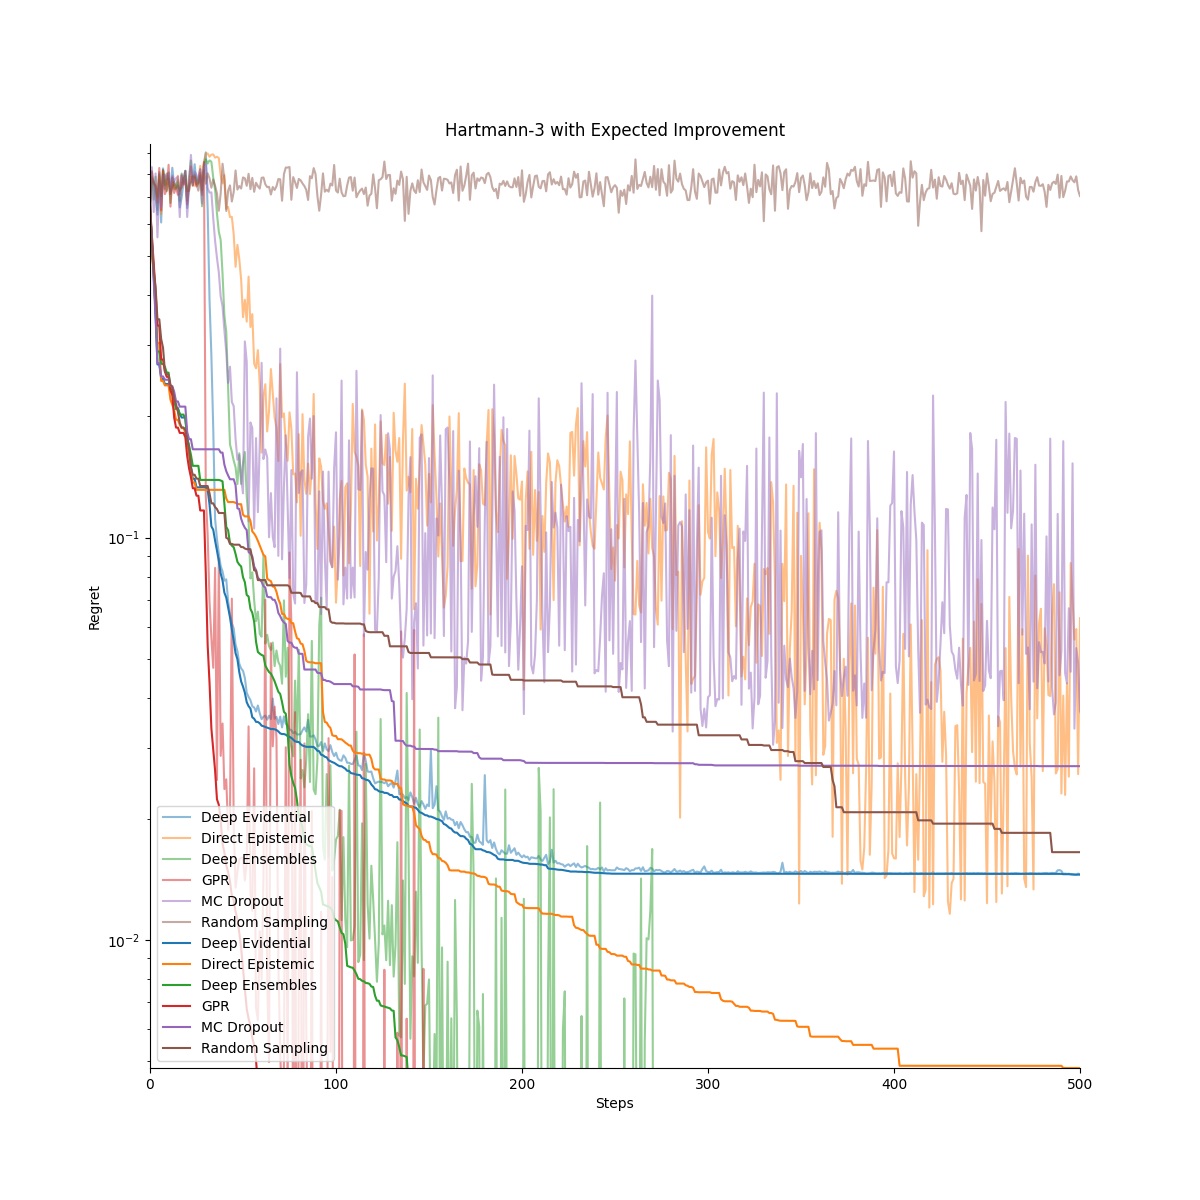 Hartmann-3 with Expected Improvement
Regret
10⁻¹
10⁻²
Deep Evidential
Direct Epistemic
Deep Ensembles
GPR
MC Dropout
Random Sampling
Deep Evidential
Direct Epistemic
Deep Ensembles
GPR
MC Dropout
Random Sampling
0 100 200 300 400 500
Steps